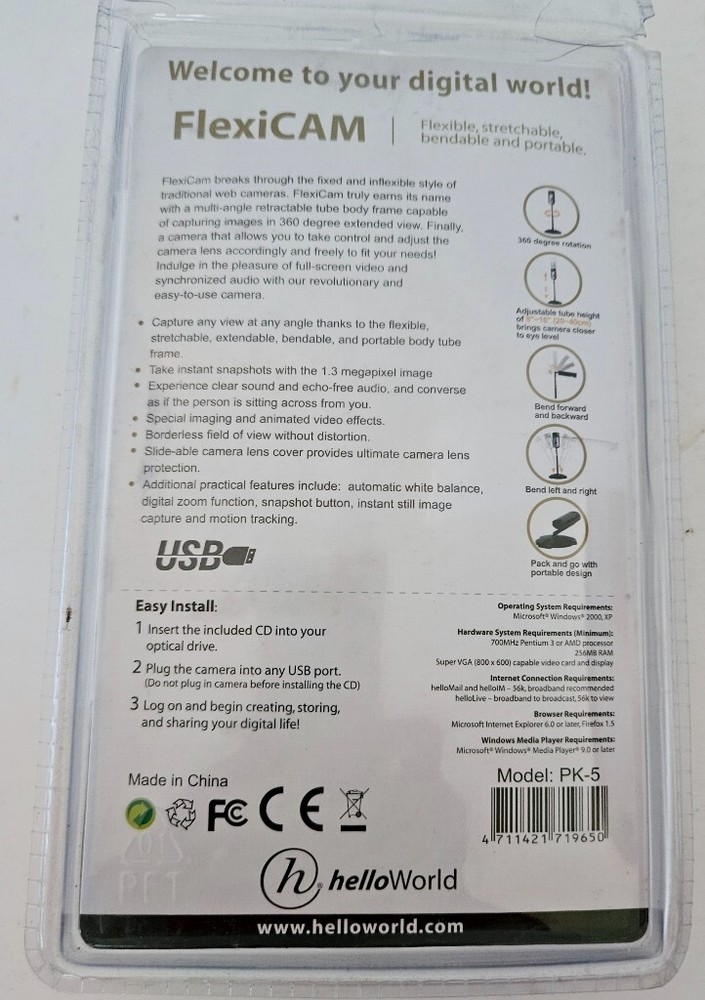 Welcome to your digital world!
FlexiCAM
Flexible, stretchable,
bendable and portable.
FlexiCam breaks through the fixed and inflexible style of
traditional web cameras. FlexiCam truly earns its name
with a multi-angle retractable tube body frame capable
of capturing images in 360 degree extended view. Finally,
a camera that allows you to take control and adjust the
camera lens accordingly and freely to fit your needs!
Indulge in the pleasure of full-screen video and
synchronized audio with our revolutionary and
easy-to-use camera.
• Capture any view at any angle thanks to the flexible,
stretchable, extendable, bendable, and portable body tube
frame.
• Take instant snapshots with the 1.3 megapixel image
• Experience clear sound and echo-free audio, and converse
as if the person is sitting across from you.
• Special imaging and animated video effects.
• Borderless field of view without distortion.
• Slide-able camera lens cover provides ultimate camera lens
protection.
• Additional practical features include: automatic white balance,
digital zoom function, snapshot button, instant still image
capture and motion tracking.
360 degree rotation
Adjustable tube height
of (20~40cm)
brings camera closer
to eye level
Bend forward
and backward
Bend left and right
Pack and go with
portable design
USB
Easy Install:
1 Insert the included CD into your
optical drive.
2 Plug the camera into any USB port.
(Do not plug in camera before installing the CD)
3 Log on and begin creating, storing,
and sharing your digital life!
Operating System Requirements:
Microsoft® Windows® 2000, XP
Hardware System Requirements (Minimum):
700MHz Pentium 3 or AMD processor
256MB RAM
Super VGA (800 x 600) capable video card and display
Internet Connection Requirements:
helloMail and helloIM – 56k, broadband recommended
helloLive – broadband to broadcast, 56k to view
Browser Requirements:
Microsoft Internet Explorer 6.0 or later, Firefox 1.5
Windows Media Player Requirements:
Microsoft® Windows® Media Player® 9.0 or later
Made in China
FC CE
Model: PK-5
4 711421 719650
PET
h® helloWorld
www.helloworld.com